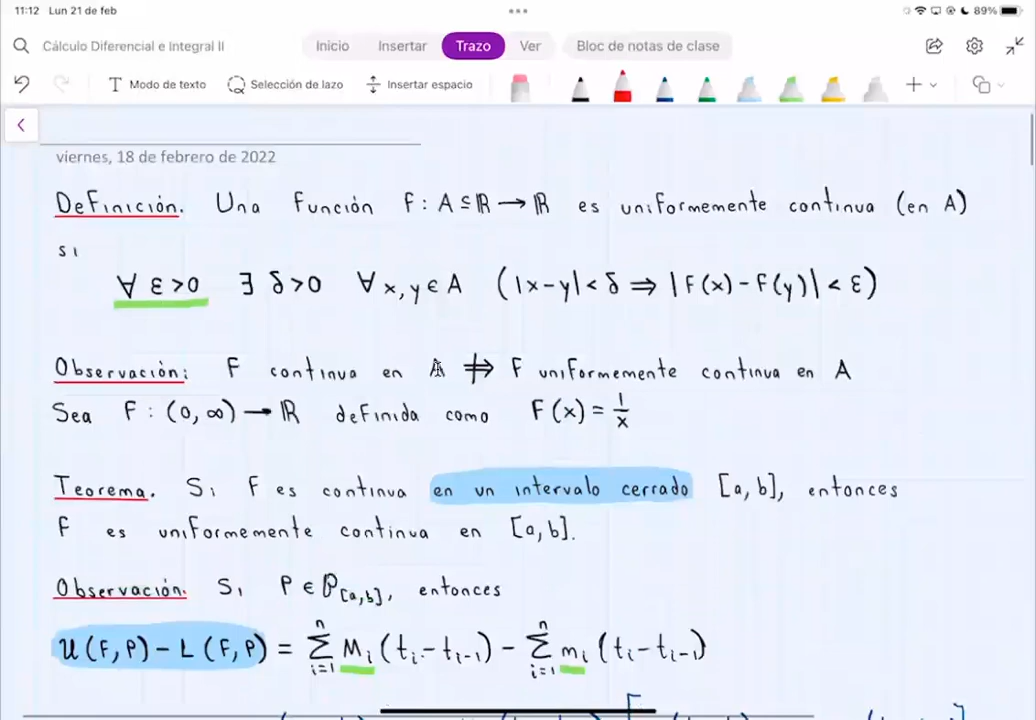 11:12 Lun 21 de feb
89%
Cálculo Diferencial e Integral II
Inicio Insertar Trazo Ver Bloc de notas de clase
Modo de texto Selección de lazo Insertar espacio
viernes, 18 de febrero de 2022
Definición. Una función f: A ⊆ ℝ → ℝ es uniformemente continua (en A)
si
∀ ε>0 ∃ δ>0 ∀ x,y ∈ A (|x-y| < δ ⇒ |f(x)-f(y)| < ε)
Observación: f continua en A ⇏ f uniformemente continua en A
Sea f: (0,∞) → ℝ definida como f(x) = 1/x
Teorema. Si f es continua en un intervalo cerrado [a,b], entonces
f es uniformemente continua en [a,b].
Observación. Si P ∈ 𝒫[a,b], entonces
U(f,P) - L(f,P) = Σ_{i=1}^{n} M_i (t_i - t_{i-1}) - Σ_{i=1}^{n} m_i (t_i - t_{i-1})